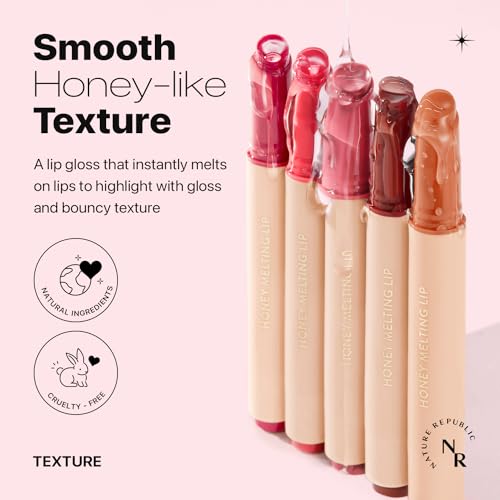 Smooth
Honey-like
Texture
A lip gloss that instantly melts
on lips to highlight with gloss
and bouncy texture
NATURAL INGREDIENTS
CRUELTY - FREE
TEXTURE
HONEY MELTING LIP
HONEY MELTING LIP
HONEY MELTING LIP
HONEY MELTING LIP
HONEY MELTING LIP
NATURE REPUBLIC
NR